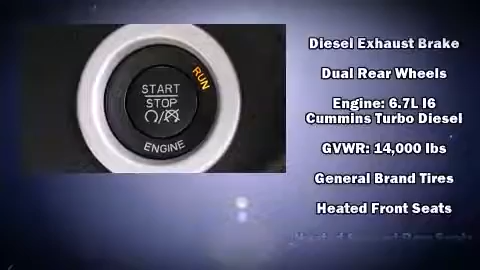 RUN
START
STOP
ENGINE
Diesel Exhaust Brake
Dual Rear Wheels
Engine: 6.7L I6
Cummins Turbo Diesel
GVWR: 14,000 lbs
General Brand Tires
Heated Front Seats